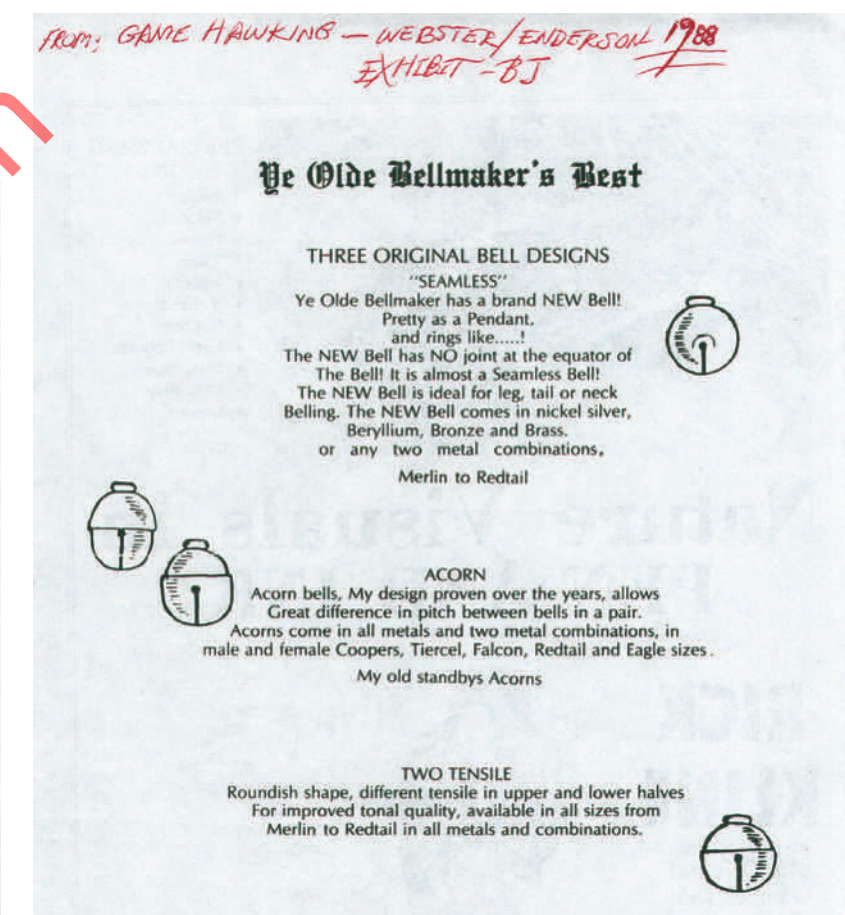 FROM; GAME HAWKING — WEBSTER/ENDERSON 1988
EXHIBIT - BJ
Ye Olde Bellmaker's Best
THREE ORIGINAL BELL DESIGNS
"SEAMLESS"
Ye Olde Bellmaker has a brand NEW Bell!
Pretty as a Pendant,
and rings like.....!
The NEW Bell has NO joint at the equator of
The Bell! It is almost a Seamless Bell!
The NEW Bell is ideal for leg, tail or neck
Belling. The NEW Bell comes in nickel silver,
Beryllium, Bronze and Brass.
or any two metal combinations,
Merlin to Redtail
ACORN
Acorn bells, My design proven over the years, allows
Great difference in pitch between bells in a pair.
Acorns come in all metals and two metal combinations, in
male and female Coopers, Tiercel, Falcon, Redtail and Eagle sizes.
My old standbys Acorns
TWO TENSILE
Roundish shape, different tensile in upper and lower halves
For improved tonal quality, available in all sizes from
Merlin to Redtail in all metals and combinations.